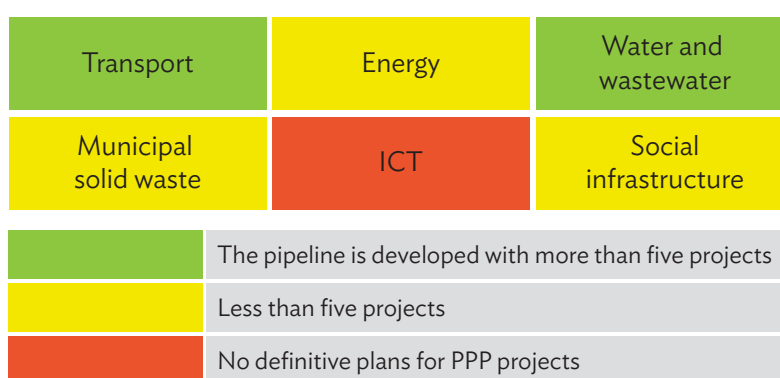 Transport
Energy
Water and
wastewater
Municipal
solid waste
ICT
Social
infrastructure
The pipeline is developed with more than five projects
Less than five projects
No definitive plans for PPP projects